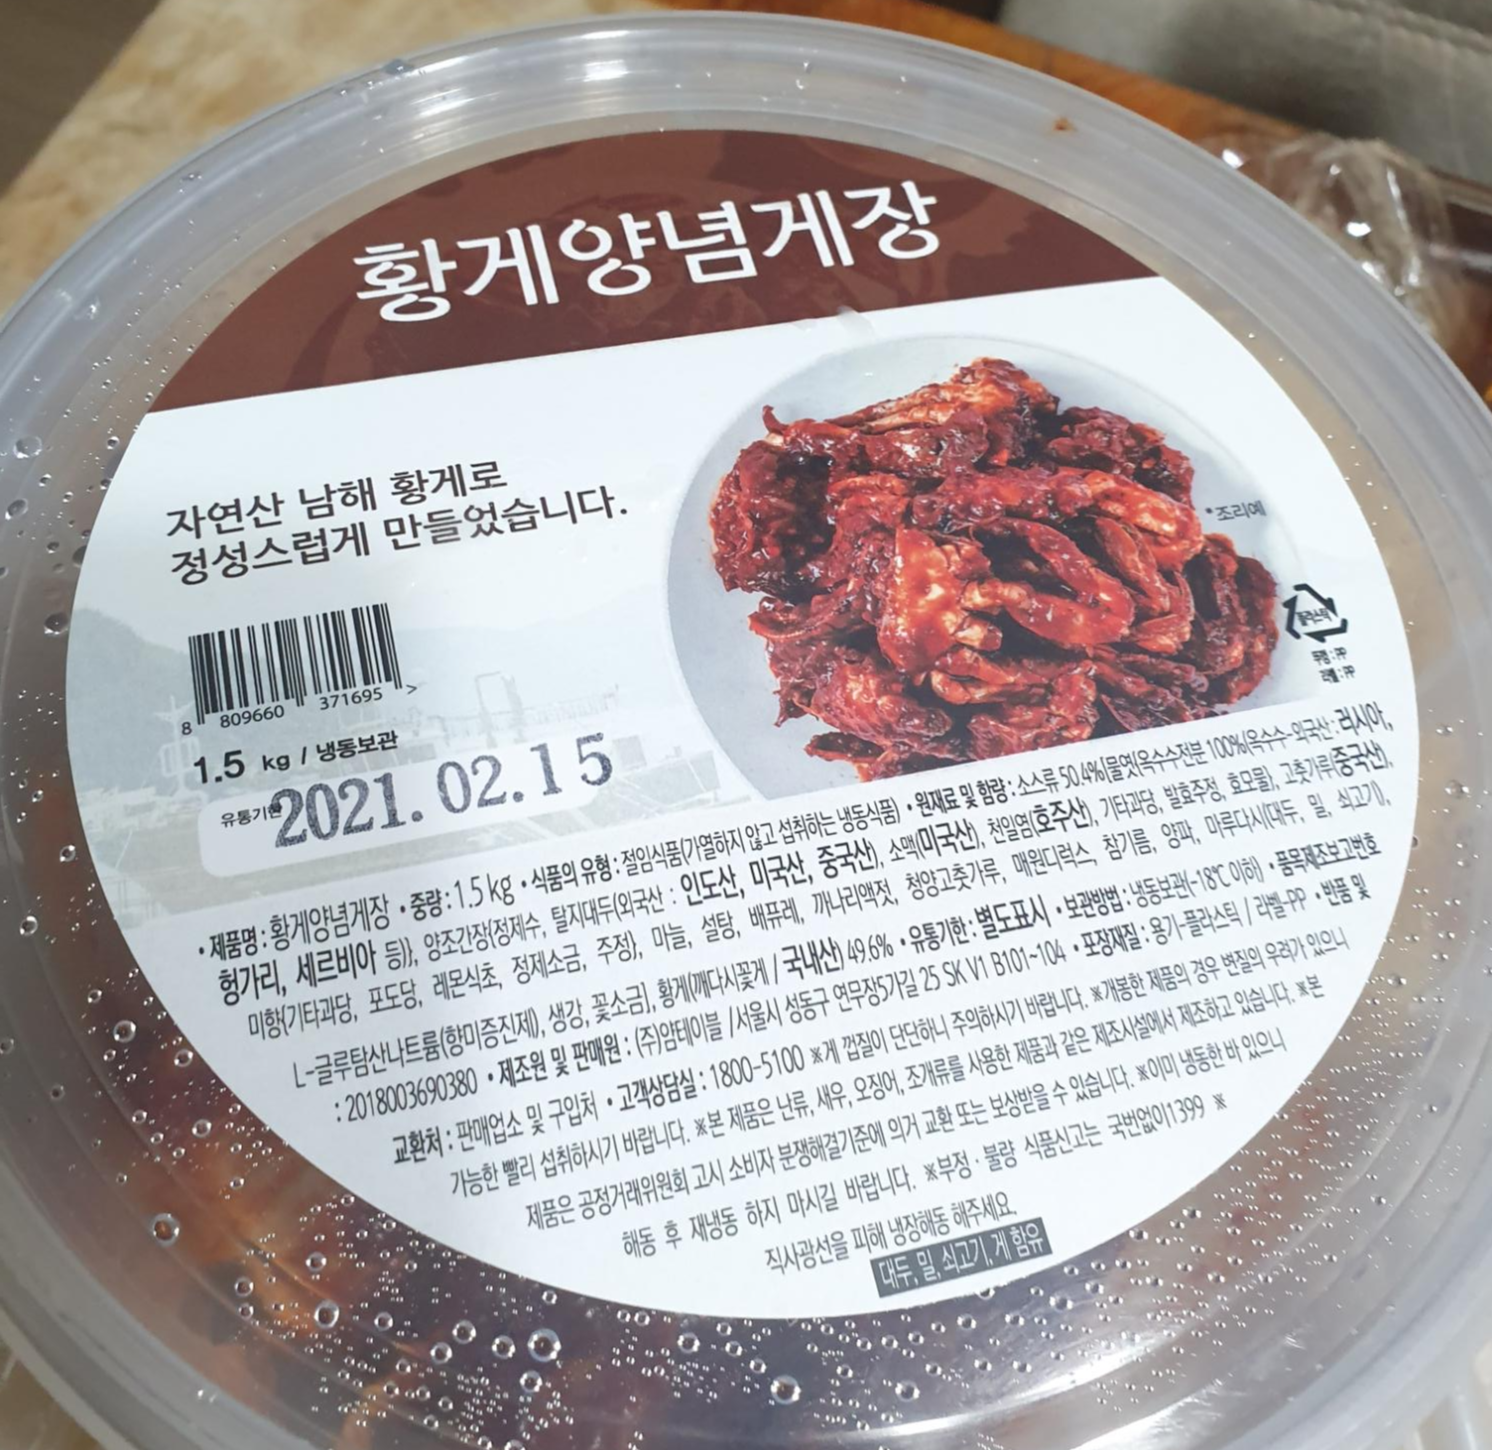 황게양념게장
자연산 남해 황게로
정성스럽게 만들었습니다.
*조리예
플라스틱
뚜껑:PP
라벨:PP
8 809660 371695 >
1.5 kg / 냉동보관
유통기한 2021. 02. 15
• 제품명 : 황게양념게장 • 중량 : 1.5 kg • 식품의 유형 : 절임식품(가열하지 않고 섭취하는 냉동식품) • 원재료 및 함량 : 소스류 50.4%[물엿{옥수수전분 100%(옥수수-외국산 : 러시아,
헝가리, 세르비아 등)}, 양조간장(정제수, 탈지대두(외국산 : 인도산, 미국산, 중국산), 소맥(미국산), 천일염(호주산), 기타과당, 발효주정, 효모물), 고춧가루(중국산),
미향(기타과당, 포도당, 레몬식초, 정제소금, 주정), 마늘, 설탕, 배퓨레, 까나리액젓, 청양고춧가루, 매원디럭스, 참기름, 양파, 마루다시(대두, 밀, 쇠고기),
L-글루탐산나트륨(향미증진제), 생강, 꽃소금], 황게(깨다시꽃게 / 국내산) 49.6% • 유통기한 : 별도표시 • 보관방법 : 냉동보관(-18℃ 이하) • 품목제조보고번호
: 2018003690380 • 제조원 및 판매원 : (주)암테이블 / 서울시 성동구 연무장5가길 25 SK V1 B101~104 • 포장재질 : 용기-플라스틱 / 라벨-PP • 반품 및
교환처 : 판매업소 및 구입처 • 고객상담실 : 1800-5100 ※게 껍질이 단단하니 주의하시기 바랍니다. ※개봉한 제품의 경우 변질의 우려가 있으니
가능한 빨리 섭취하시기 바랍니다. ※본 제품은 난류, 새우, 오징어, 조개류를 사용한 제품과 같은 제조시설에서 제조하고 있습니다. ※본
제품은 공정거래위원회 고시 소비자 분쟁해결기준에 의거 교환 또는 보상받을 수 있습니다. ※이미 냉동한 바 있으니
해동 후 재냉동 하지 마시길 바랍니다. ※부정 · 불량 식품신고는 국번없이1399 ※
직사광선을 피해 냉장해동 해주세요.
대두, 밀, 쇠고기, 게 함유